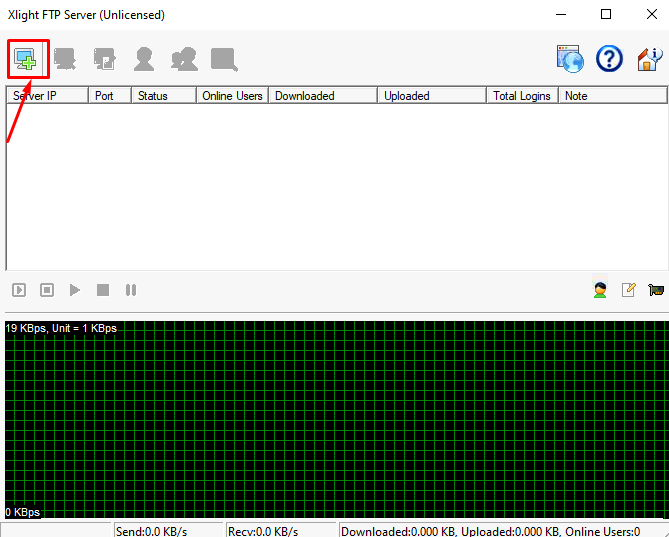 Xlight FTP Server (Unlicensed)
Server IP Port Status Online Users Downloaded Uploaded Total Logins Note
19 KBps, Unit = 1 KBps
0 KBps
Send:0.0 KB/s Recv:0.0 KB/s Downloaded:0.000 KB, Uploaded:0.000 KB, Online Users:0